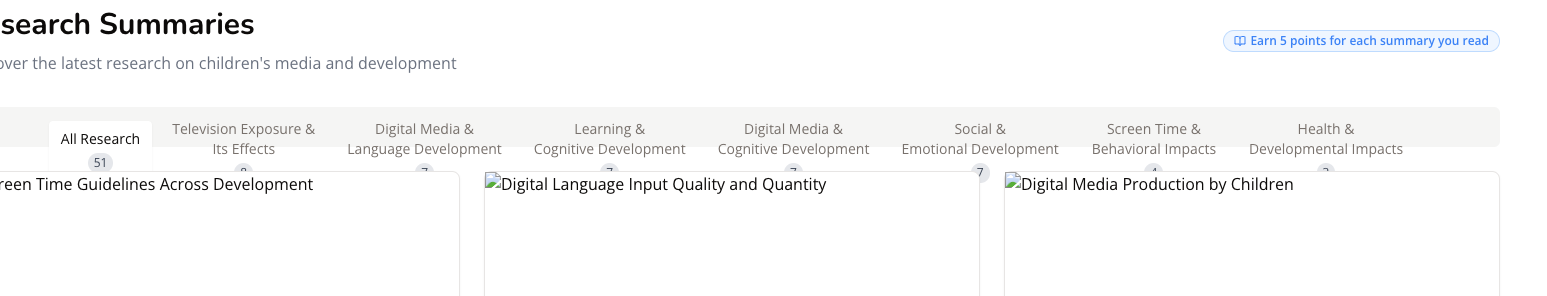 search Summaries
Earn 5 points for each summary you read
over the latest research on children's media and development
All Research
51
Television Exposure &
Its Effects
8
Digital Media &
Language Development
7
Learning &
Cognitive Development
7
Digital Media &
Cognitive Development
7
Social &
Emotional Development
7
Screen Time &
Behavioral Impacts
4
Health &
Developmental Impacts
reen Time Guidelines Across Development
Digital Language Input Quality and Quantity
Digital Media Production by Children